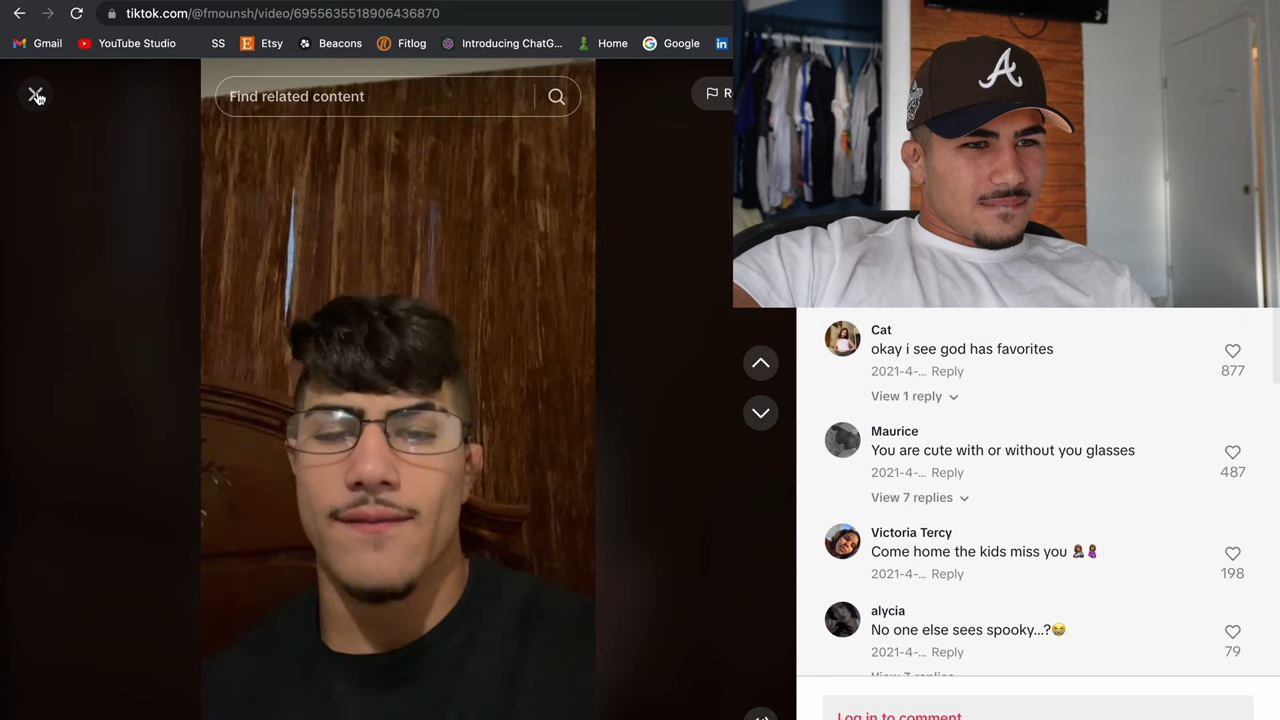 tiktok.com/@fmounsh/video/6955635518906436870
Gmail
YouTube Studio
SS
Etsy
Beacons
Fitlog
Introducing ChatG...
Home
Google
Find related content
R
A
Cat
okay i see god has favorites
2021-4-... Reply
877
View 1 reply
Maurice
You are cute with or without you glasses
2021-4-... Reply
487
View 7 replies
Victoria Tercy
Come home the kids miss you
2021-4-... Reply
198
alycia
No one else sees spooky...?😭
2021-4-... Reply
79
View 7 replies
Log in to comment